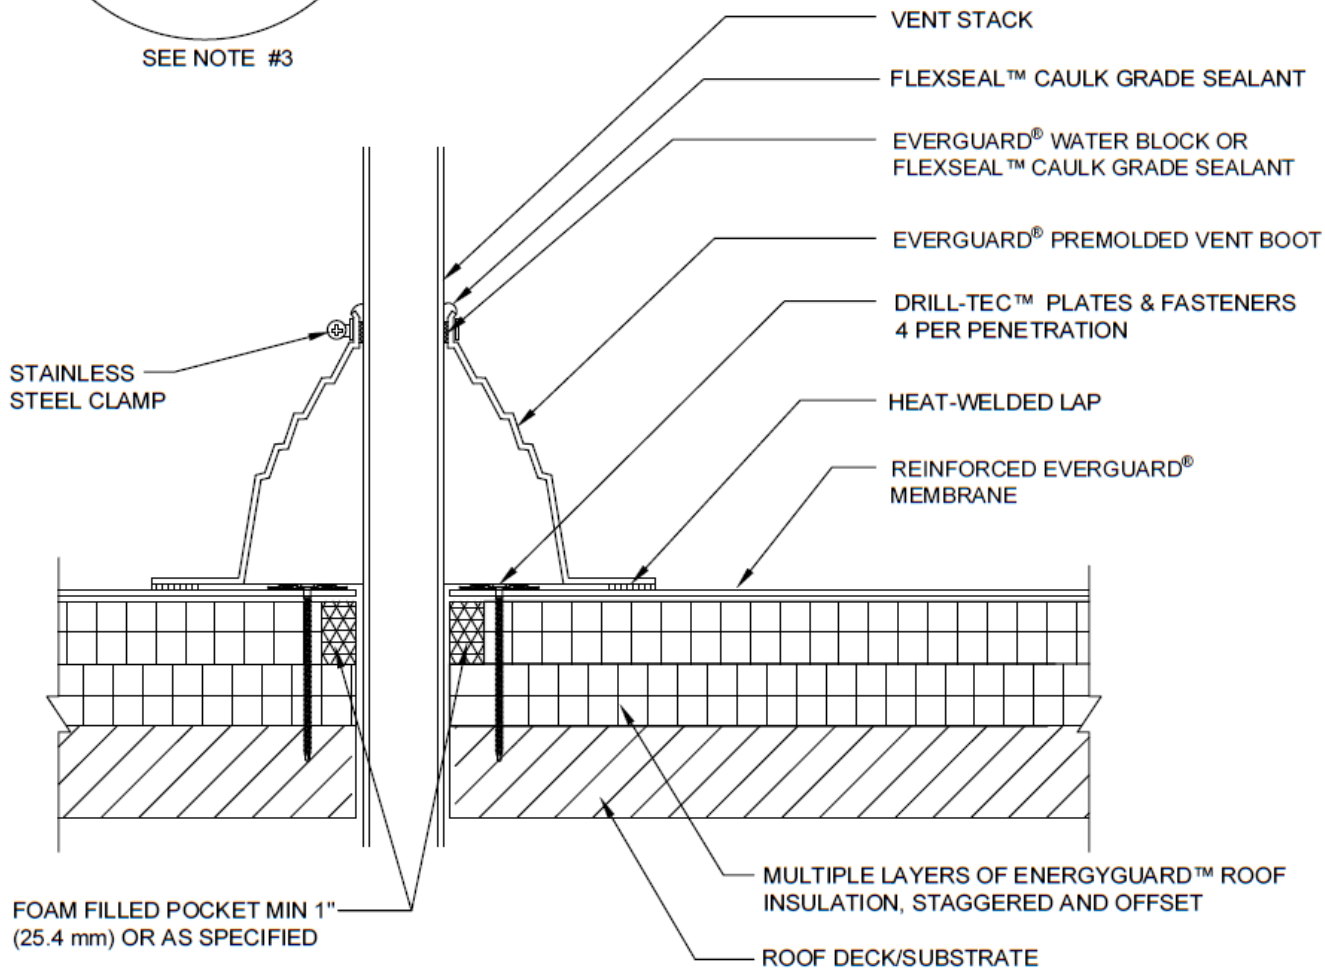 SEE NOTE #3
VENT STACK
FLEXSEAL™ CAULK GRADE SEALANT
EVERGUARD® WATER BLOCK OR
FLEXSEAL™ CAULK GRADE SEALANT
EVERGUARD® PREMOLDED VENT BOOT
DRILL-TEC™ PLATES & FASTENERS
4 PER PENETRATION
STAINLESS
STEEL CLAMP
HEAT-WELDED LAP
REINFORCED EVERGUARD®
MEMBRANE
MULTIPLE LAYERS OF ENERGYGUARD™ ROOF
INSULATION, STAGGERED AND OFFSET
FOAM FILLED POCKET MIN 1"
(25.4 mm) OR AS SPECIFIED
ROOF DECK/SUBSTRATE